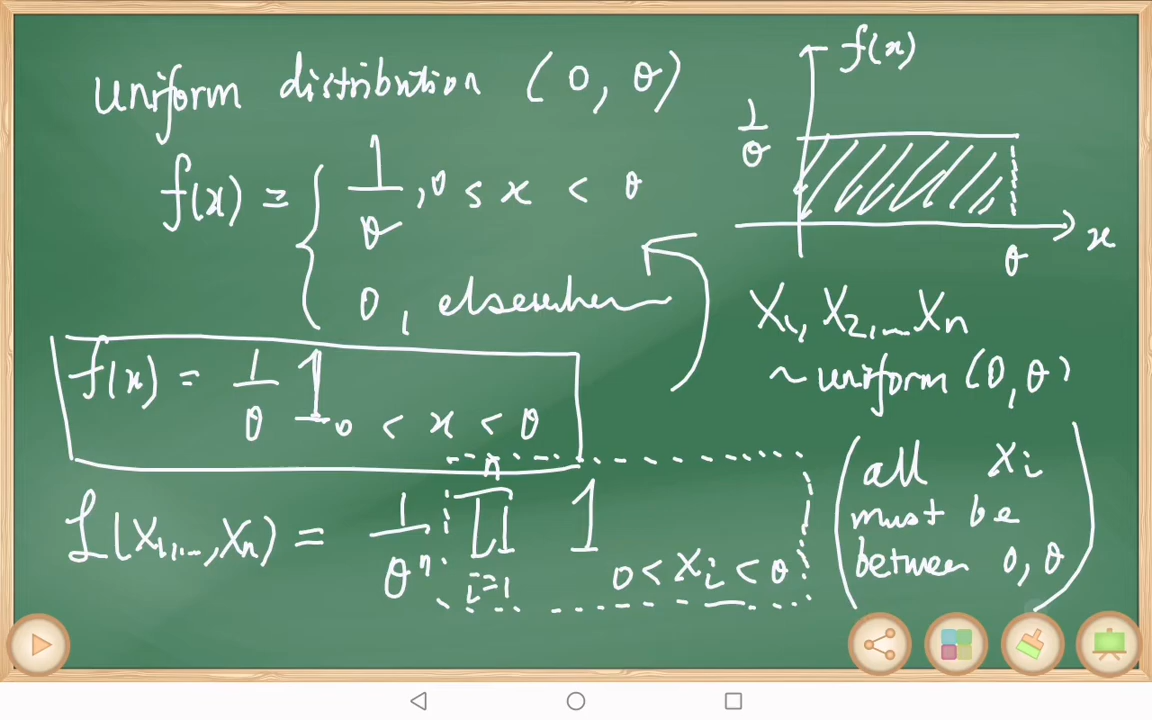 uniform distribution (0, θ)
f(x) = { 1/θ , 0 ≤ x < θ
0, elsewhere
f(x) = 1/θ 1 0 < x < θ
L(X1,..., Xn) = 1/θⁿ ∏ i=1 n 1 0 < Xi < θ
f(x)
1/θ
θ
x
X1, X2,... Xn
~ uniform (0, θ)
(all Xi
must be
between 0, θ)